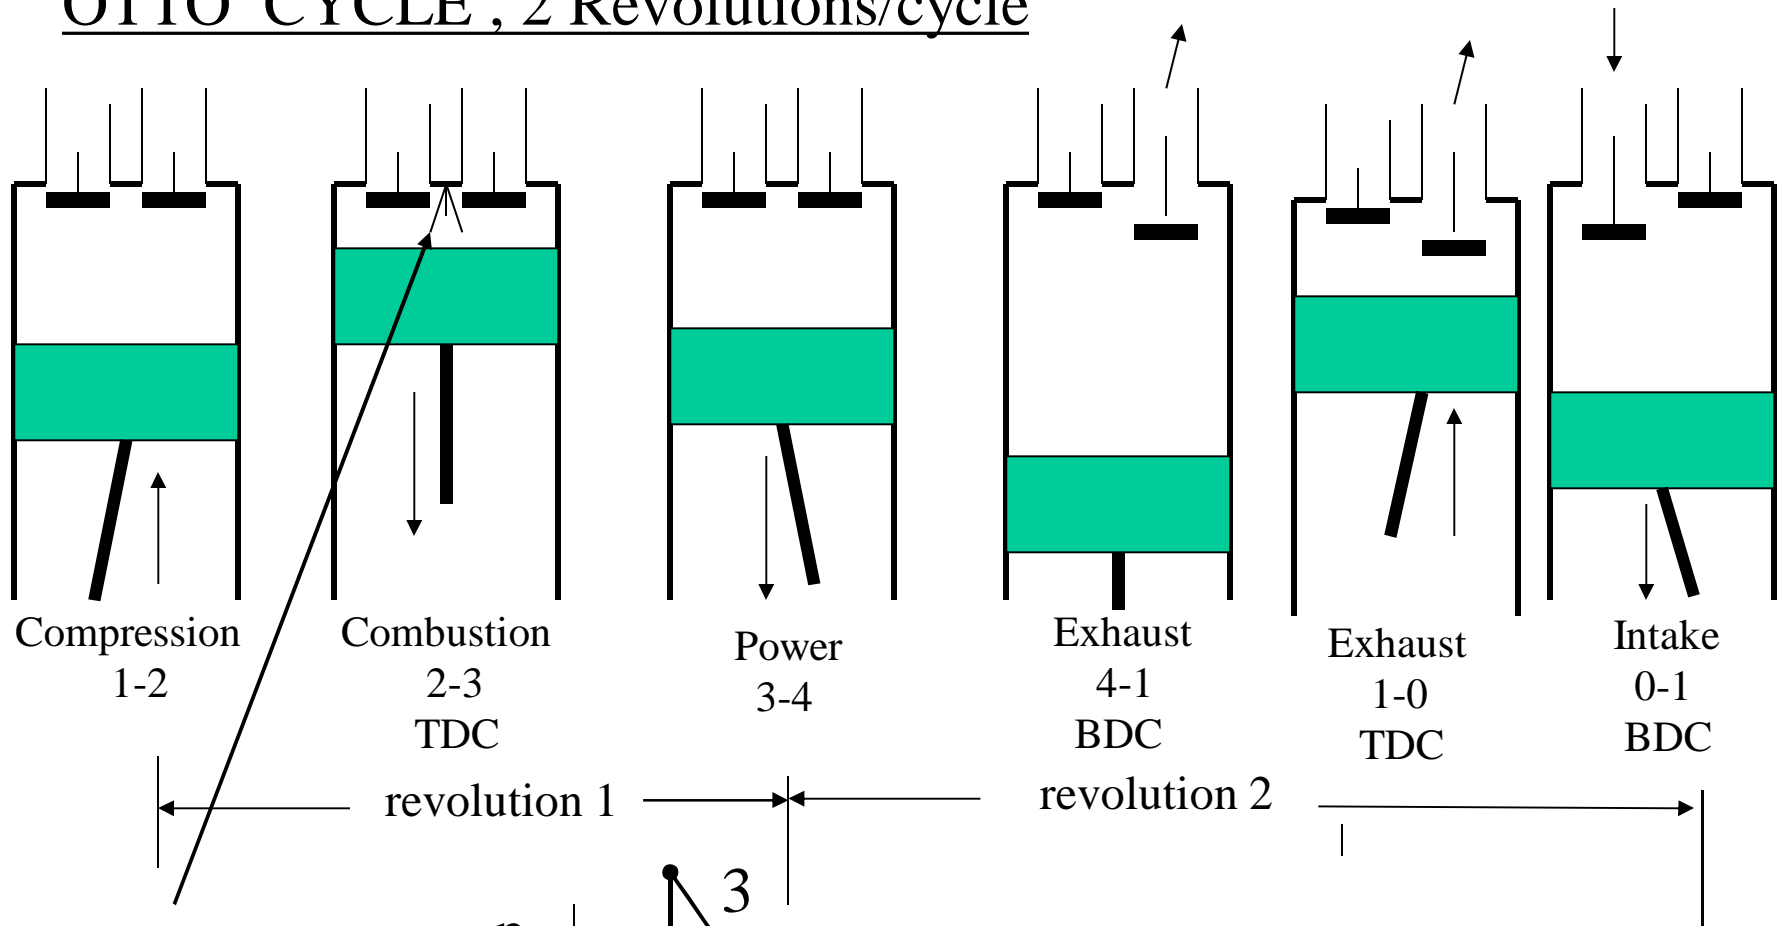 OTTO CYCLE , 2 Revolutions/cycle
Compression
1-2
Combustion
2-3
TDC
Power
3-4
Exhaust
4-1
BDC
Exhaust
1-0
TDC
Intake
0-1
BDC
revolution 1
revolution 2
3